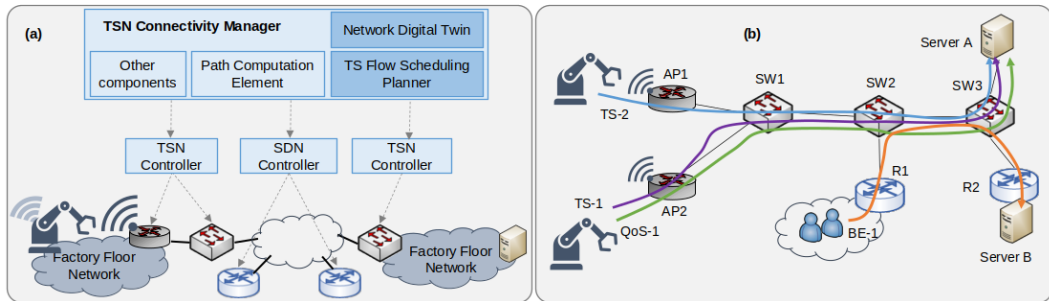 (a)
TSN Connectivity Manager
Network Digital Twin
Other
components
Path Computation
Element
TS Flow Scheduling
Planner
TSN
Controller
SDN
Controller
TSN
Controller
Factory Floor
Network
Factory Floor
Network
(b)
Server A
AP1
SW1
SW2
SW3
TS-2
TS-1
AP2
QoS-1
R1
R2
BE-1
Server B